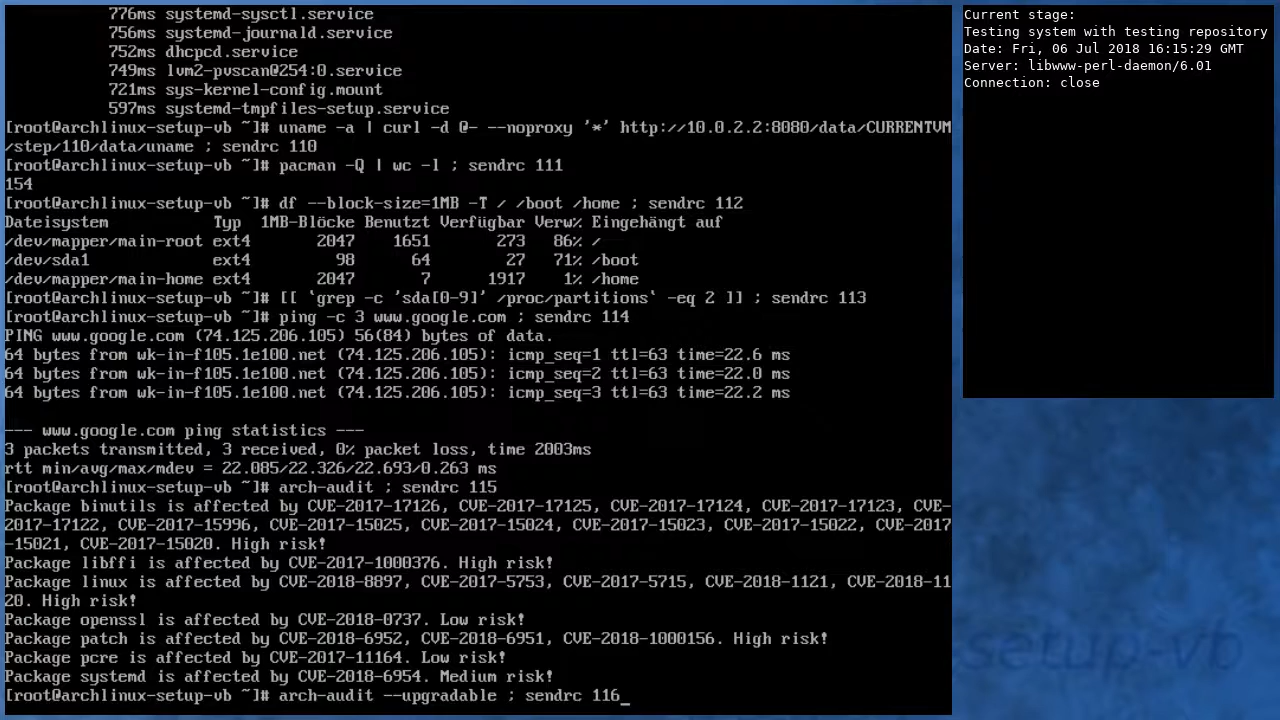 776ms systemd-sysctl.service
756ms systemd-journald.service
752ms dhcpcd.service
749ms lvm2-pvscan@254:0.service
721ms sys-kernel-config.mount
597ms systemd-tmpfiles-setup.service
[root@archlinux-setup-vb ~]# uname -a | curl -d @- --noproxy '*' http://10.0.2.2:8080/data/CURRENTVM
/step/110/data/uname ; sendrc 110
[root@archlinux-setup-vb ~]# pacman -Q | wc -l ; sendrc 111
154
[root@archlinux-setup-vb ~]# df --block-size=1MB -T / /boot /home ; sendrc 112
Dateisystem Typ 1MB-Blöcke Benutzt Verfügbar Verw% Eingehängt auf
/dev/mapper/main-root ext4 2047 1651 273 86% /
/dev/sda1 ext4 98 64 27 71% /boot
/dev/mapper/main-home ext4 2047 7 1917 1% /home
[root@archlinux-setup-vb ~]# [[ `grep -c 'sda[0-9]' /proc/partitions` -eq 2 ]] ; sendrc 113
[root@archlinux-setup-vb ~]# ping -c 3 www.google.com ; sendrc 114
PING www.google.com (74.125.206.105) 56(84) bytes of data.
64 bytes from wk-in-f105.1e100.net (74.125.206.105): icmp_seq=1 ttl=63 time=22.6 ms
64 bytes from wk-in-f105.1e100.net (74.125.206.105): icmp_seq=2 ttl=63 time=22.0 ms
64 bytes from wk-in-f105.1e100.net (74.125.206.105): icmp_seq=3 ttl=63 time=22.2 ms
--- www.google.com ping statistics ---
3 packets transmitted, 3 received, 0% packet loss, time 2003ms
rtt min/avg/max/mdev = 22.085/22.326/22.693/0.263 ms
[root@archlinux-setup-vb ~]# arch-audit ; sendrc 115
Package binutils is affected by CVE-2017-17126, CVE-2017-17125, CVE-2017-17124, CVE-2017-17123, CVE-
2017-17122, CVE-2017-15996, CVE-2017-15025, CVE-2017-15024, CVE-2017-15023, CVE-2017-15022, CVE-2017
-15021, CVE-2017-15020. High risk!
Package libffi is affected by CVE-2017-1000376. High risk!
Package linux is affected by CVE-2018-8897, CVE-2017-5753, CVE-2017-5715, CVE-2018-1121, CVE-2018-11
20. High risk!
Package openssl is affected by CVE-2018-0737. Low risk!
Package patch is affected by CVE-2018-6952, CVE-2018-6951, CVE-2018-1000156. High risk!
Package pcre is affected by CVE-2017-11164. Low risk!
Package systemd is affected by CVE-2018-6954. Medium risk!
[root@archlinux-setup-vb ~]# arch-audit --upgradable ; sendrc 116_
Current stage:
Testing system with testing repository
Date: Fri, 06 Jul 2018 16:15:29 GMT
Server: libwww-perl-daemon/6.01
Connection: close
setup-vb